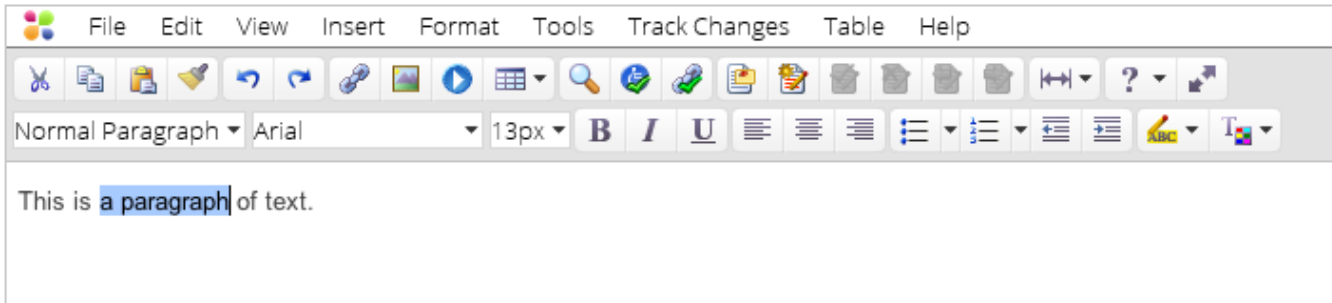 File Edit View Insert Format Tools Track Changes Table Help
?
Normal Paragraph Arial 13px B I U ABC T
This is a paragraph of text.